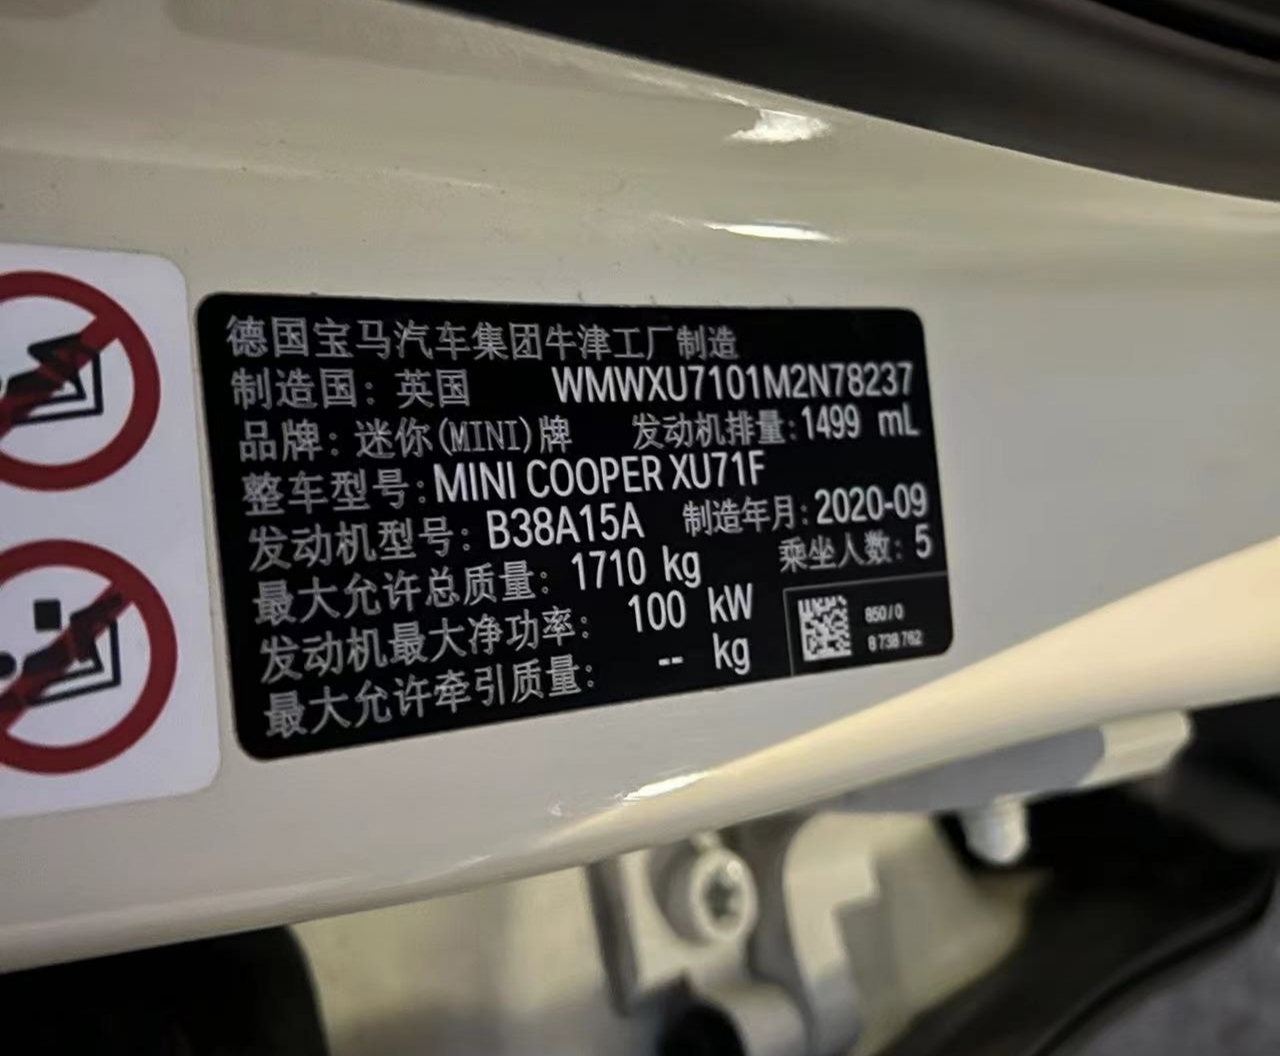 德国宝马汽车集团牛津工厂制造
制造国：英国 WMWXU7101M2N78237
品牌：迷你(MINI)牌 发动机排量：1499 mL
整车型号：MINI COOPER XU71F
发动机型号：B38A15A 制造年月：2020-09
最大允许总质量：1710 kg 乘坐人数：5
发动机最大净功率：100 kW
最大允许牵引质量：-- kg
850/0
8 738 762